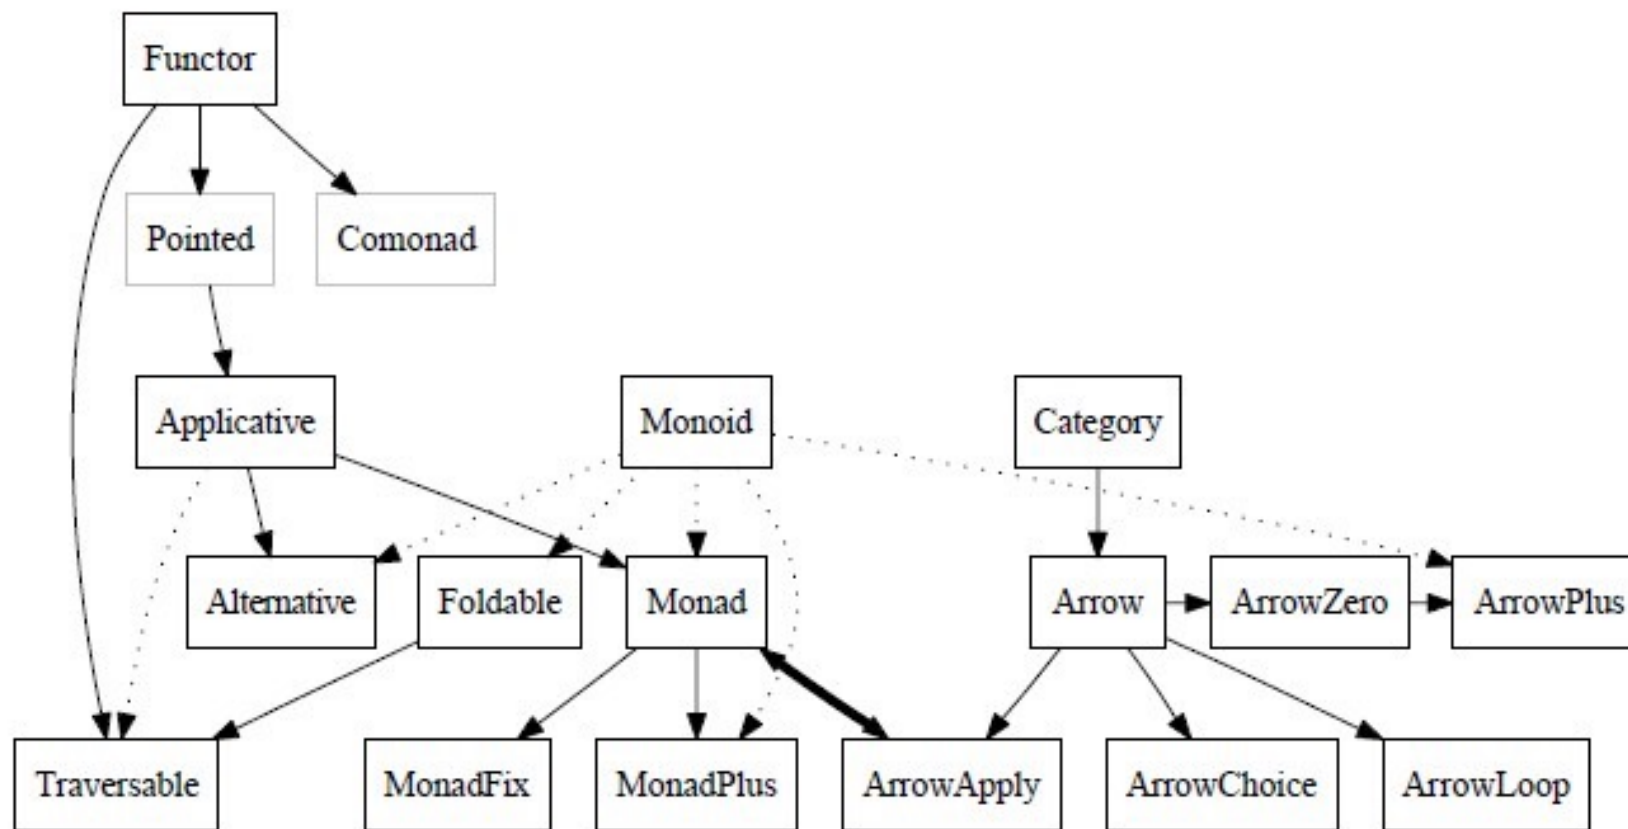 Functor
Pointed
Comonad
Applicative
Monoid
Category
Alternative
Foldable
Monad
Arrow
ArrowZero
ArrowPlus
Traversable
MonadFix
MonadPlus
ArrowApply
ArrowChoice
ArrowLoop